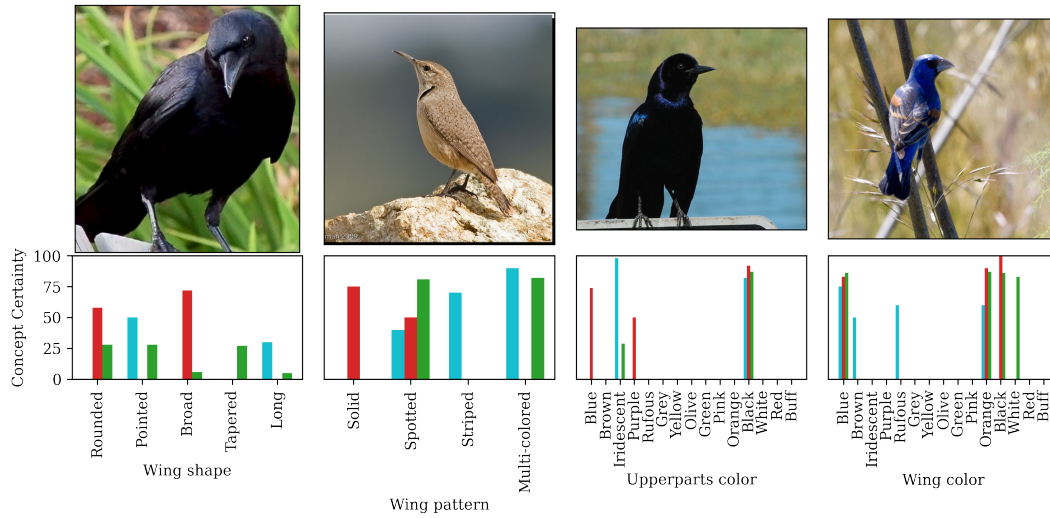 Concept Certainty
100
75
50
25
0
Rounded
Pointed
Broad
Tapered
Long
Wing shape
Solid
Spotted
Striped
Multi-colored
Wing pattern
Blue
Brown
Iridescent
Purple
Rufous
Grey
Yellow
Olive
Green
Pink
Orange
Black
White
Red
Buff
Upperparts color
Blue
Brown
Iridescent
Purple
Rufous
Grey
Yellow
Olive
Green
Pink
Orange
Black
White
Red
Buff
Wing color